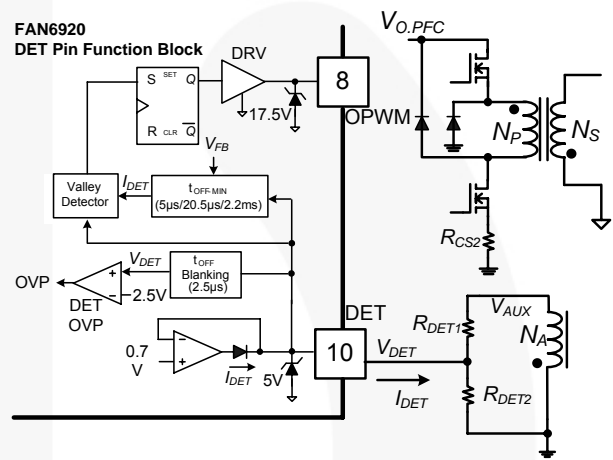 FAN6920
DET Pin Function Block
DRV
S SET Q
R CLR Q
17.5V
8
OPWM
V_O.PFC
N_P
N_S
R_CS2
V_FB
Valley
Detector
I_DET
t_OFF-MIN
(5µs/20.5µs/2.2ms)
OVP
V_DET
t_OFF
Blanking
(2.5µs)
+
−
2.5V
DET
OVP
DET
10
0.7
V
−
+
I_DET
5V
V_DET
I_DET
R_DET1
R_DET2
V_AUX
N_A